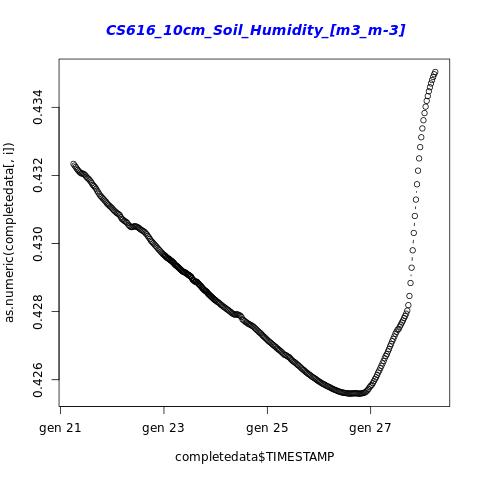 CS616_10cm_Soil_Humidity_[m3_m-3]
as.numeric(completedata[, i])
0.434
0.432
0.430
0.428
0.426
gen 21 gen 23 gen 25 gen 27
completedata$TIMESTAMP